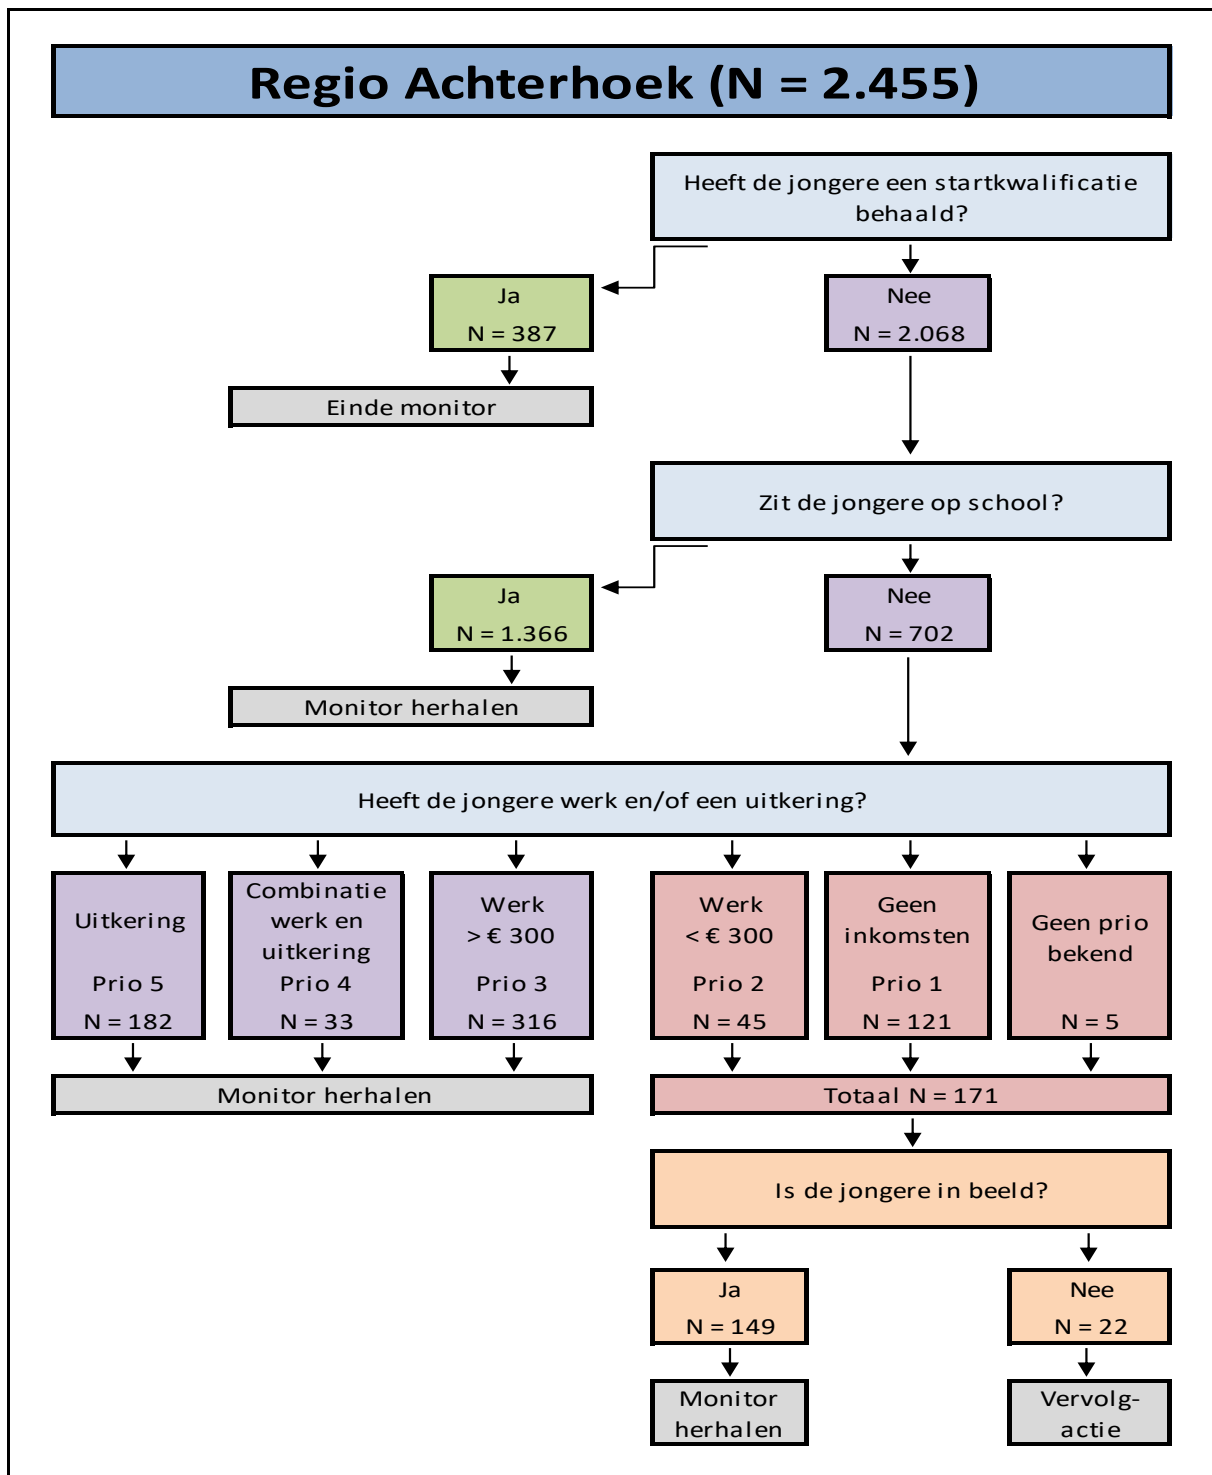 Regio Achterhoek (N = 2.455)
Heeft de jongere een startkwalificatie
behaald?
Ja
N = 387
Nee
N = 2.068
Einde monitor
Zit de jongere op school?
Ja
N = 1.366
Nee
N = 702
Monitor herhalen
Heeft de jongere werk en/of een uitkering?
Uitkering
Prio 5
N = 182
Combinatie
werk en
uitkering
Prio 4
N = 33
Werk
> € 300
Prio 3
N = 316
Werk
< € 300
Prio 2
N = 45
Geen
inkomsten
Prio 1
N = 121
Geen prio
bekend
N = 5
Monitor herhalen
Totaal N = 171
Is de jongere in beeld?
Ja
N = 149
Nee
N = 22
Monitor
herhalen
Vervolg-
actie